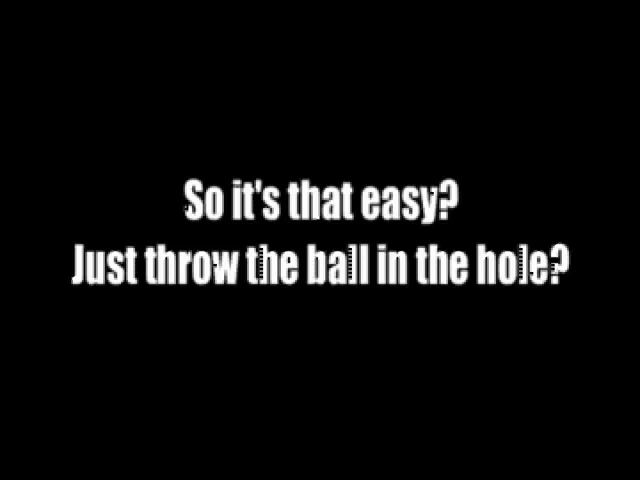 So it's that easy?
Just throw the ball in the hole?